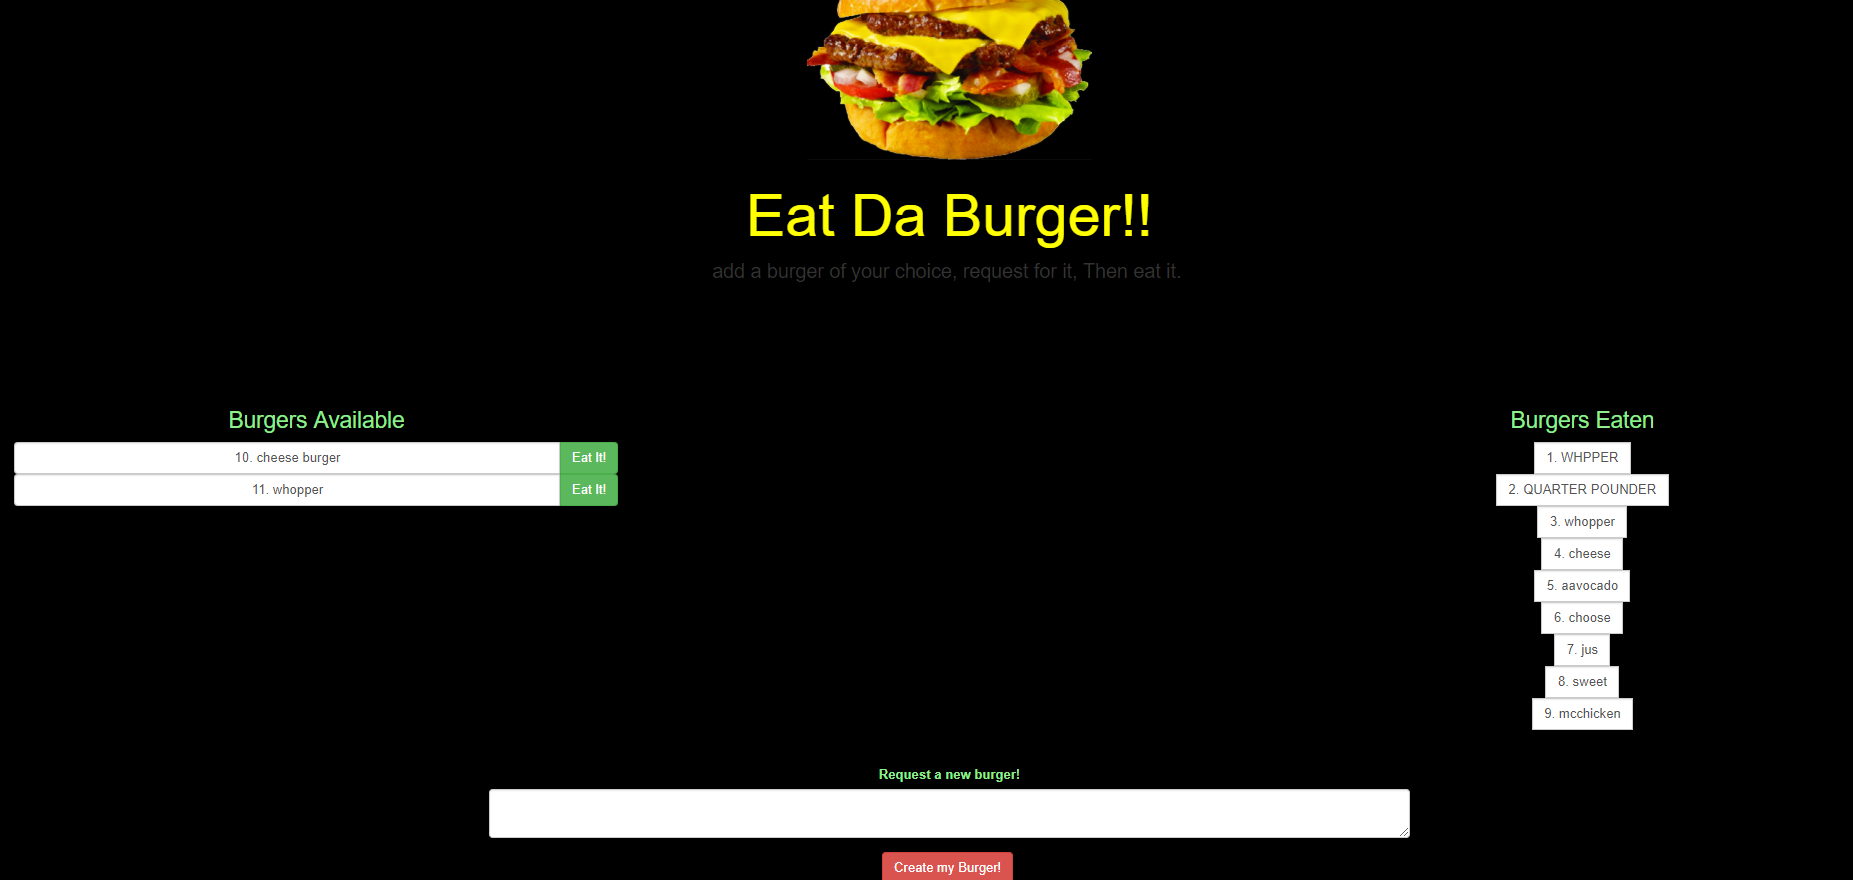 Eat Da Burger!!
add a burger of your choice, request for it, Then eat it.
Burgers Available
10. cheese burger Eat It!
11. whopper Eat It!
Burgers Eaten
1. WHPPER
2. QUARTER POUNDER
3. whopper
4. cheese
5. aavocado
6. choose
7. jus
8. sweet
9. mcchicken
Request a new burger!
Create my Burger!